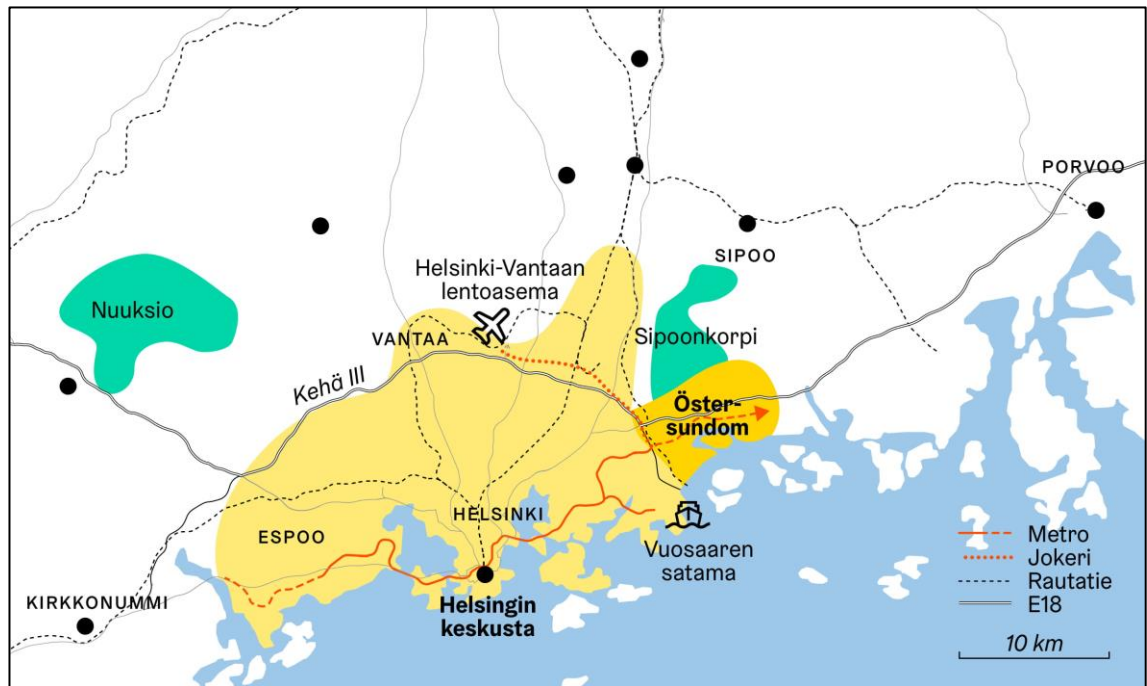 PORVOO
SIPOO
Helsinki-Vantaan
lentoasema
Nuuksio
VANTAA
Sipoonkorpi
Kehä III
Öster-
sundom
HELSINKI
ESPOO
Vuosaaren
satama
KIRKKONUMMI
Helsingin
keskusta
Metro
Jokeri
Rautatie
E18
10 km